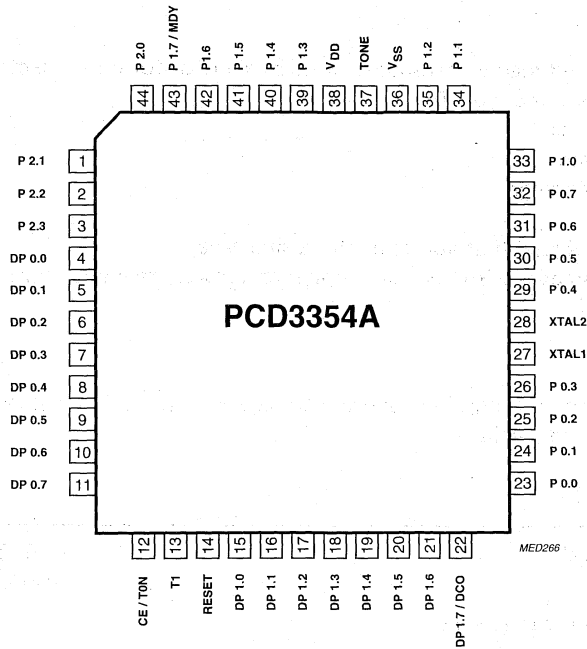 P 2.0
P 1.7 / MDY
P1.6
P 1.5
P 1.4
P 1.3
VDD
TONE
VSS
P 1.2
P 1.1
44
43
42
41
40
39
38
37
36
35
34
P 2.1 1
P 2.2 2
P 2.3 3
DP 0.0 4
DP 0.1 5
DP 0.2 6
DP 0.3 7
DP 0.4 8
DP 0.5 9
DP 0.6 10
DP 0.7 11
PCD3354A
33 P 1.0
32 P 0.7
31 P 0.6
30 P 0.5
29 P 0.4
28 XTAL2
27 XTAL1
26 P 0.3
25 P 0.2
24 P 0.1
23 P 0.0
12
13
14
15
16
17
18
19
20
21
22
CE / T0N
T1
RESET
DP 1.0
DP 1.1
DP 1.2
DP 1.3
DP 1.4
DP 1.5
DP 1.6
DP 1.7 / DCO
MED266